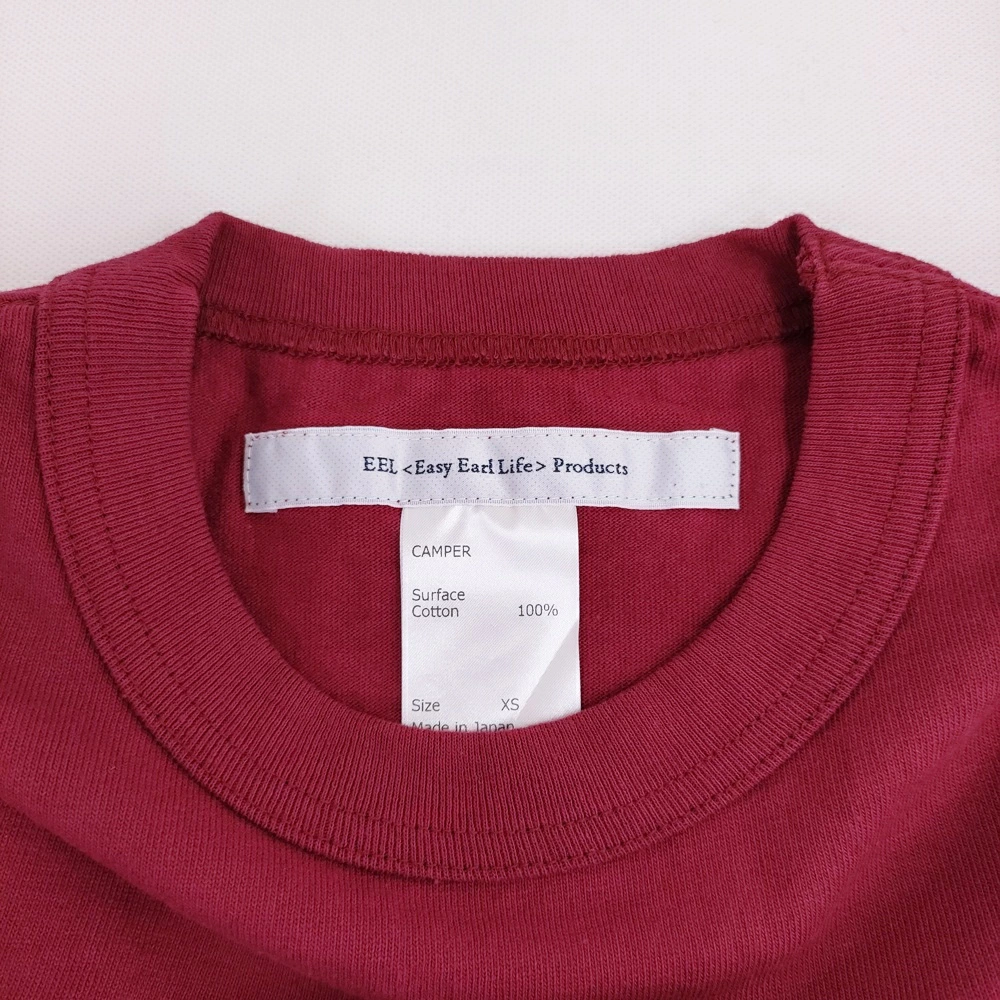 EEL <Easy Earl Life> Products
CAMPER
Surface
Cotton 100%
Size XS
Made in Japan